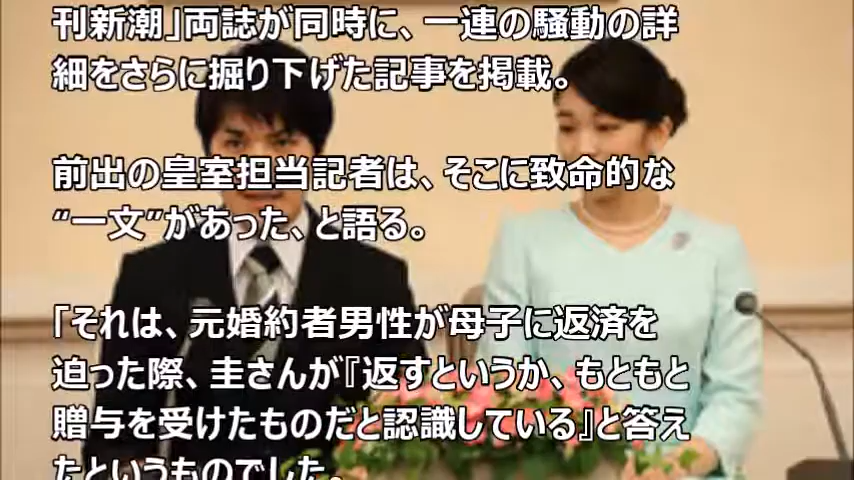 刊新潮」両誌が同時に、一連の騒動の詳
細をさらに掘り下げた記事を掲載。
前出の皇室担当記者は、そこに致命的な
“一文”があった、と語る。
「それは、元婚約者男性が母子に返済を
迫った際、圭さんが『返すというか、もともと
贈与を受けたものだと認識している』と答え
たというものでした。